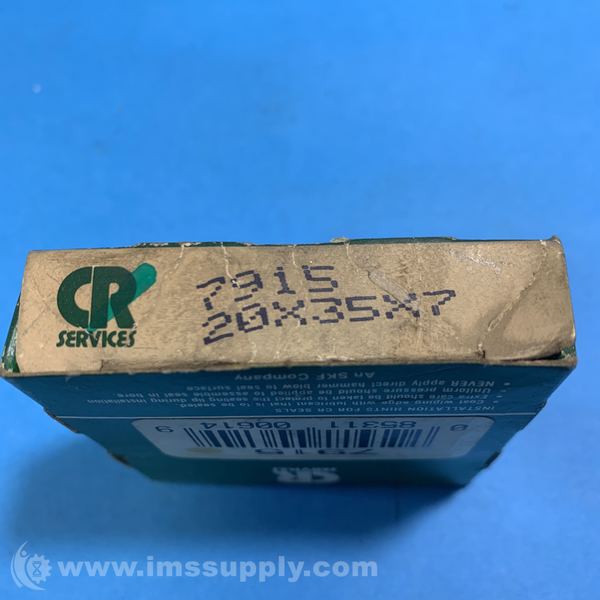 CR
SERVICES
7915
20X35X7
An SKF Company
• NEVER apply direct hammer blow to seal surface
• Uniform pressure should be applied to assemble seal in bore
• Extra care should be taken to protect the sealing lip during installation
• Coat wiping edge with lubricant that is to be sealed
INSTALLATION HINTS FOR CR SEALS
0 85311 00614 9
7915
CR
SERVICES
www.imssupply.com